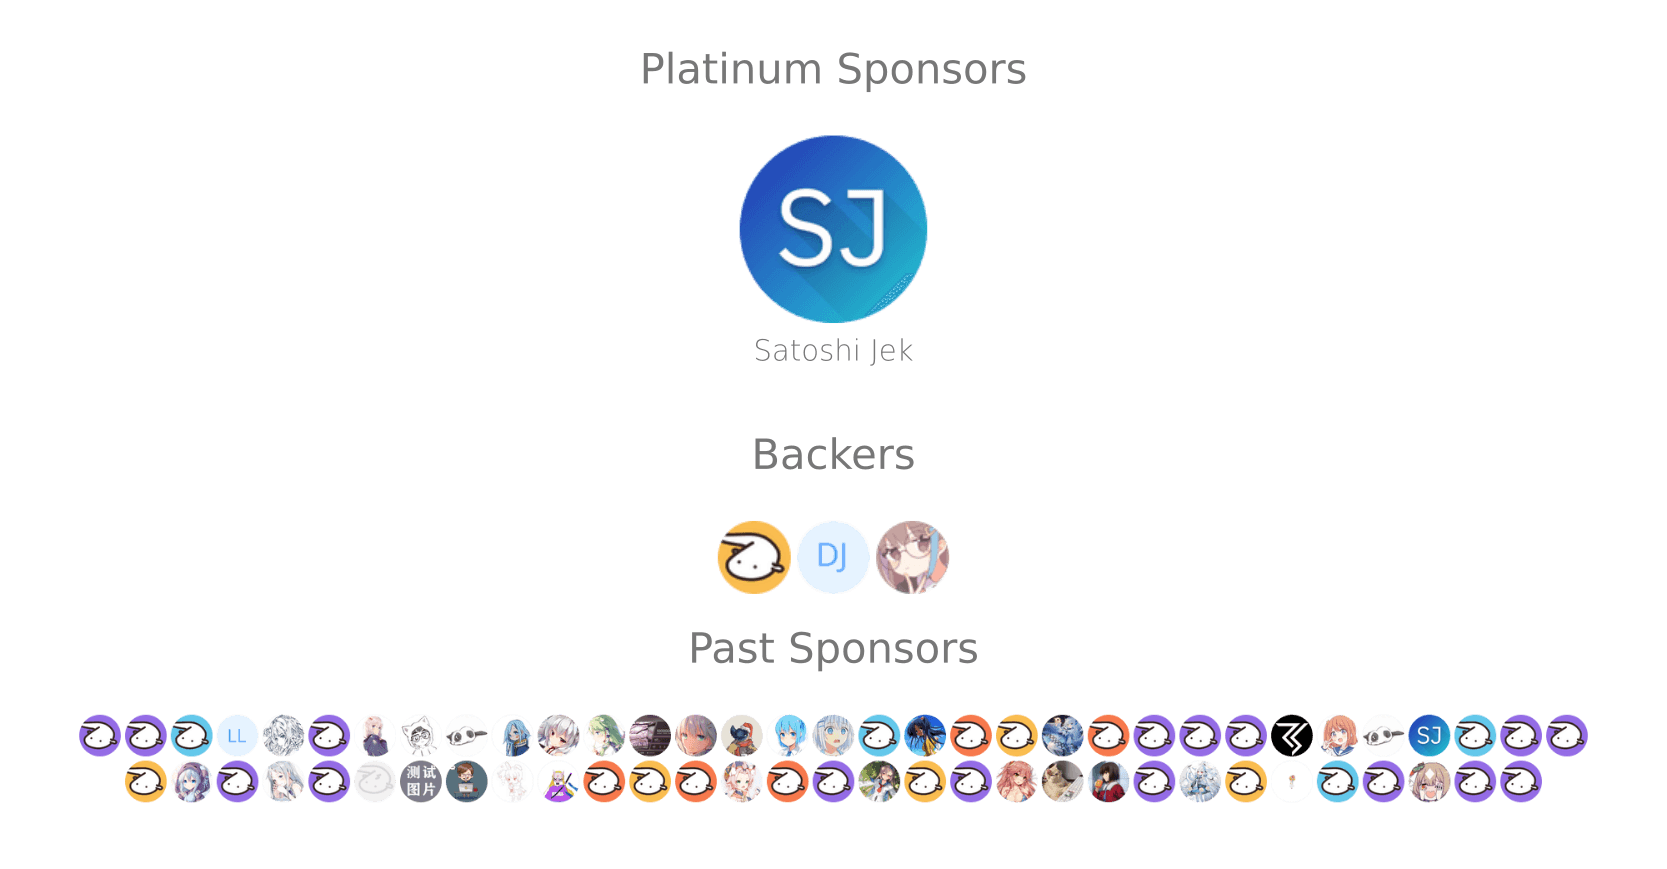 Platinum Sponsors
SJ
Satoshi Jek
Backers
DJ
Past Sponsors
LL
SJ
测试
图片